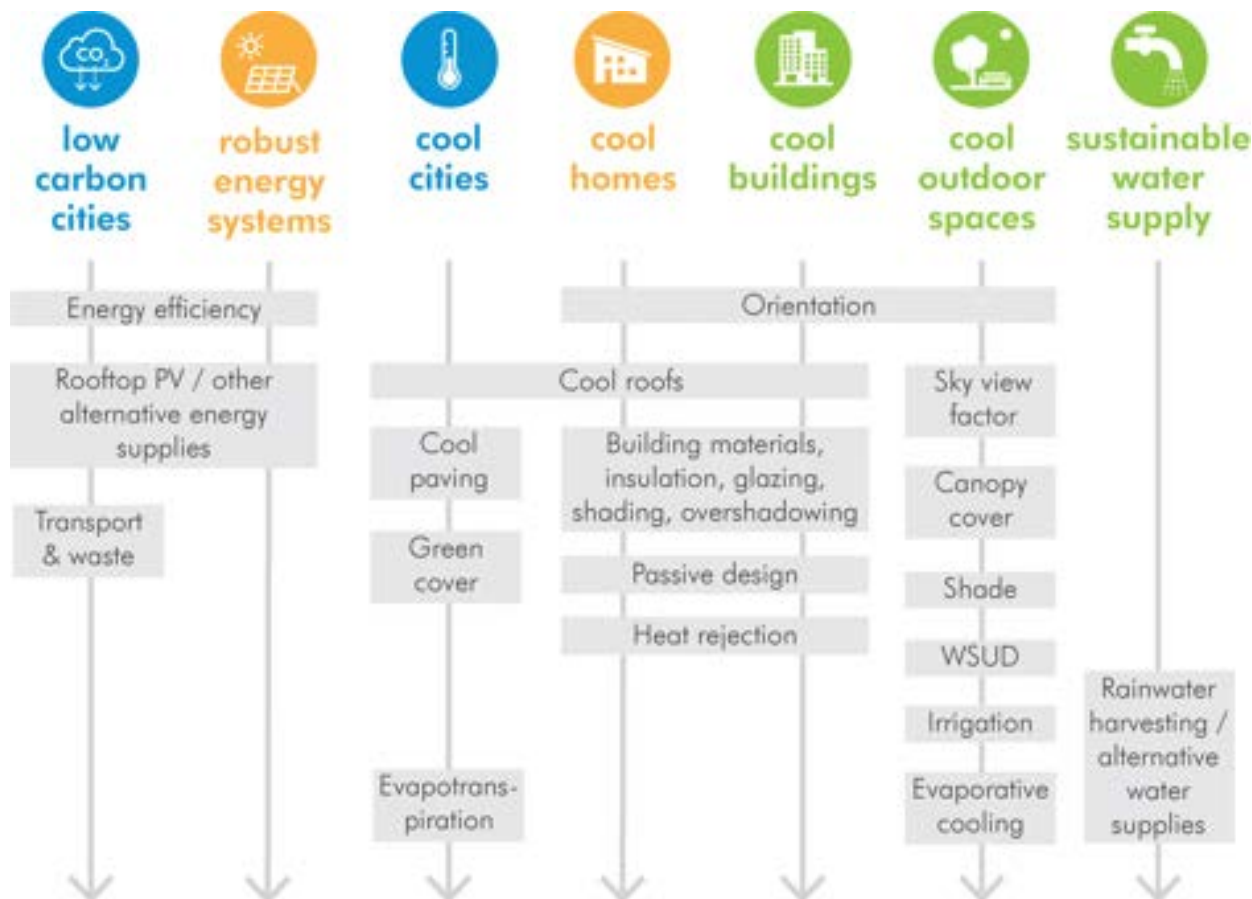 CO₂
low
carbon
cities
robust
energy
systems
cool
cities
cool
homes
cool
buildings
cool
outdoor
spaces
sustainable
water
supply
Energy efficiency
Orientation
Rooftop PV / other
alternative energy
supplies
Cool roofs
Sky view
factor
Cool
paving
Building materials,
insulation, glazing,
shading, overshadowing
Canopy
cover
Transport
& waste
Green
cover
Passive design
Shade
Heat rejection
WSUD
Irrigation
Rainwater
harvesting /
alternative
water
supplies
Evapotrans-
piration
Evaporative
cooling